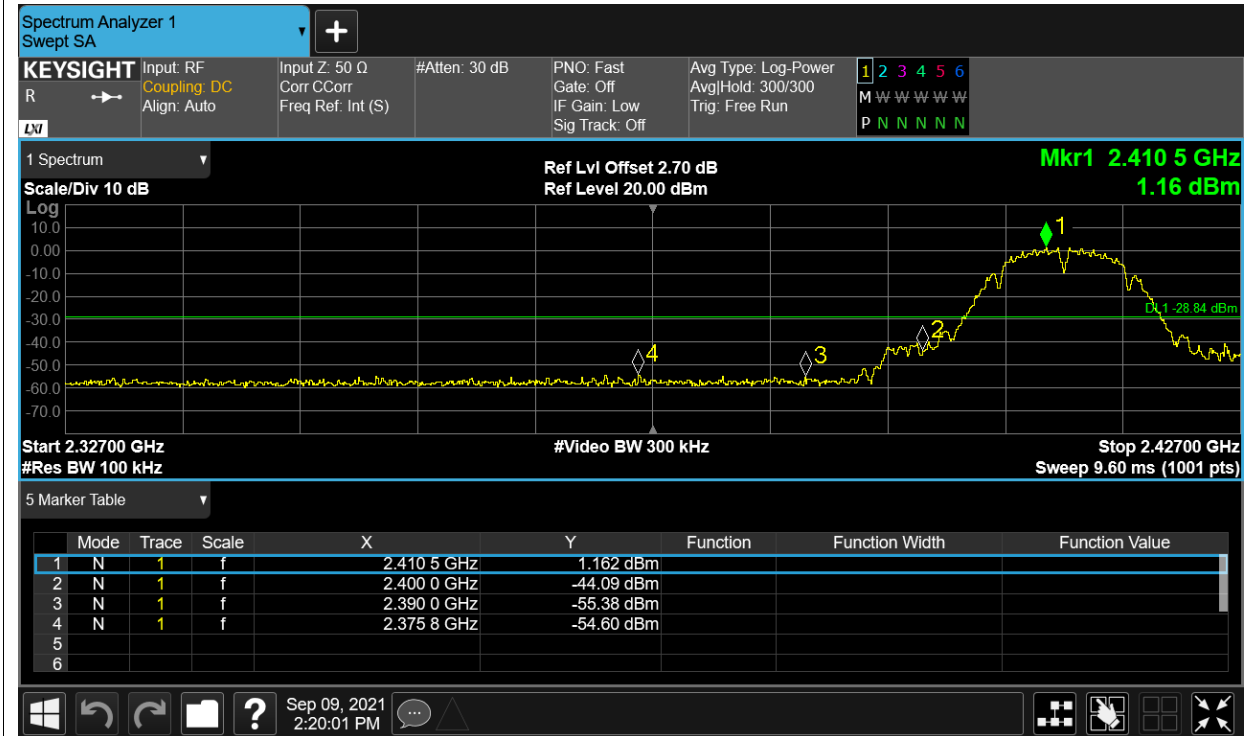 Spectrum Analyzer 1
Swept SA
+
KEYSIGHT
R
LXI
Input: RF
Coupling: DC
Align: Auto
Input Z: 50 Ω
Corr CCorr
Freq Ref: Int (S)
#Atten: 30 dB
PNO: Fast
Gate: Off
IF Gain: Low
Sig Track: Off
Avg Type: Log-Power
Avg|Hold: 300/300
Trig: Free Run
1 2 3 4 5 6
M W W W W W
P N N N N N
1 Spectrum
Scale/Div 10 dB
Ref Lvl Offset 2.70 dB
Ref Level 20.00 dBm
Mkr1 2.410 5 GHz
1.16 dBm
Log
10.0
0.00
-10.0
-20.0
-30.0
-40.0
-50.0
-60.0
-70.0
1
2
3
4
DL1 -28.84 dBm
Start 2.32700 GHz
#Video BW 300 kHz
Stop 2.42700 GHz
#Res BW 100 kHz
Sweep 9.60 ms (1001 pts)
5 Marker Table
Mode Trace Scale X Y Function Function Width Function Value
1 N 1 f 2.410 5 GHz 1.162 dBm
2 N 1 f 2.400 0 GHz -44.09 dBm
3 N 1 f 2.390 0 GHz -55.38 dBm
4 N 1 f 2.375 8 GHz -54.60 dBm
5
6
?
Sep 09, 2021
2:20:01 PM